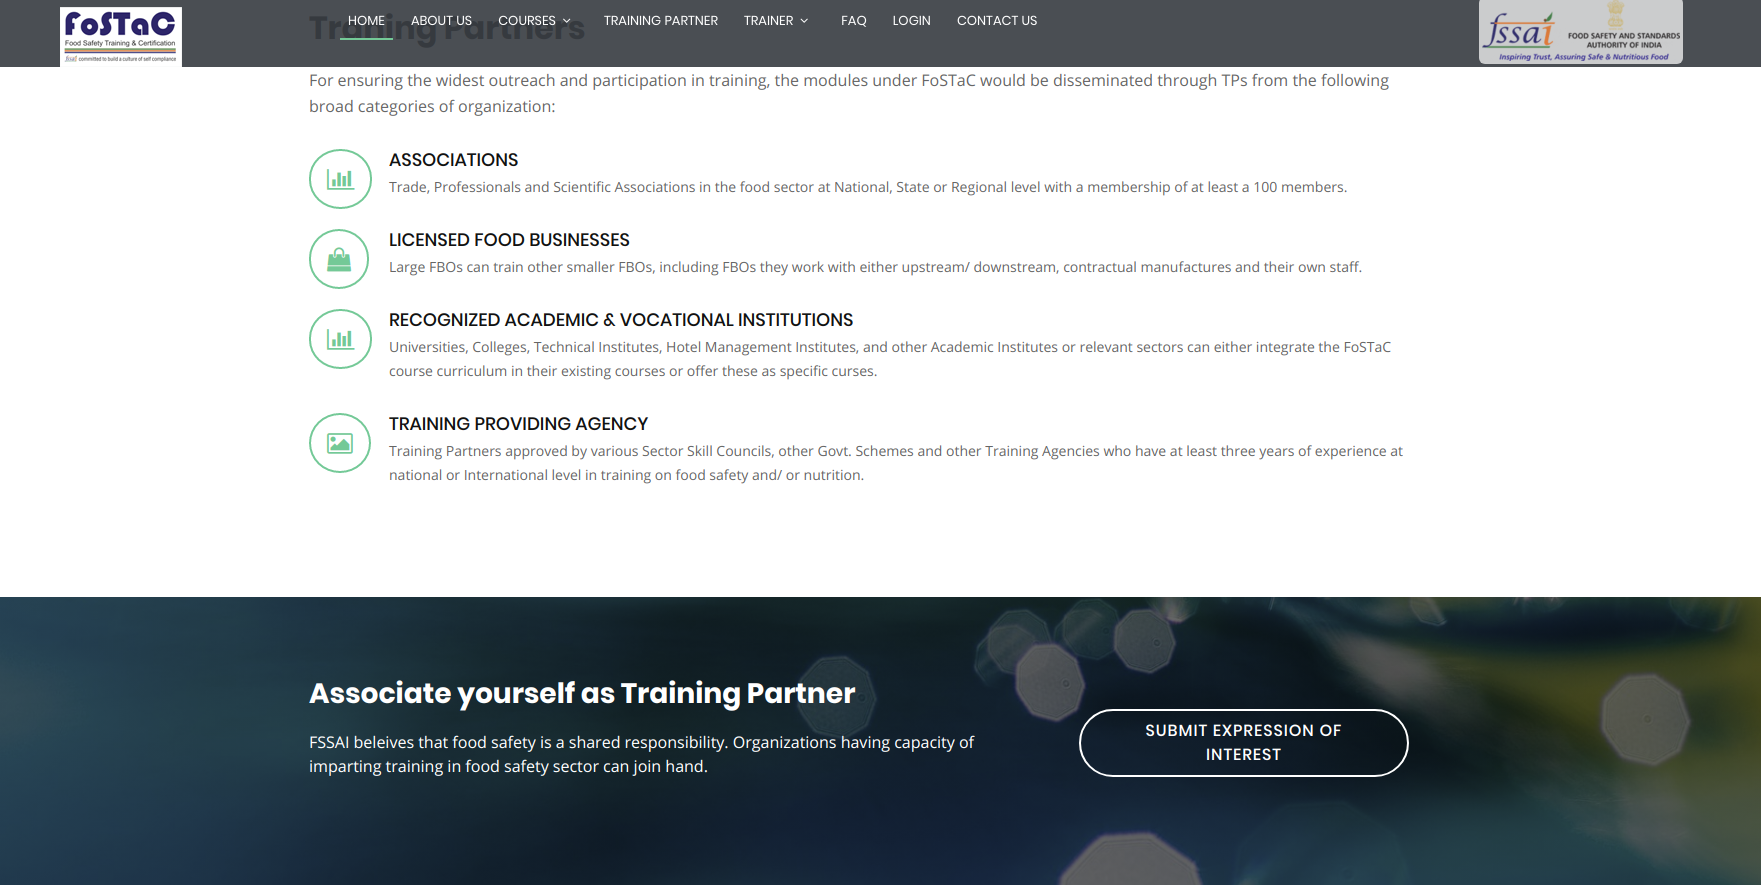 FoSTaC
Food Safety Training & Certification
fssai committed to build a culture of self compliance
HOME ABOUT US COURSES TRAINING PARTNER TRAINER FAQ LOGIN CONTACT US
fssai
FOOD SAFETY AND STANDARDS
AUTHORITY OF INDIA
Inspiring Trust, Assuring Safe & Nutritious Food
Training Partners
For ensuring the widest outreach and participation in training, the modules under FoSTaC would be disseminated through TPs from the following
broad categories of organization:
ASSOCIATIONS
Trade, Professionals and Scientific Associations in the food sector at National, State or Regional level with a membership of at least a 100 members.
LICENSED FOOD BUSINESSES
Large FBOs can train other smaller FBOs, including FBOs they work with either upstream/ downstream, contractual manufactures and their own staff.
RECOGNIZED ACADEMIC & VOCATIONAL INSTITUTIONS
Universities, Colleges, Technical Institutes, Hotel Management Institutes, and other Academic Institutes or relevant sectors can either integrate the FoSTaC
course curriculum in their existing courses or offer these as specific curses.
TRAINING PROVIDING AGENCY
Training Partners approved by various Sector Skill Councils, other Govt. Schemes and other Training Agencies who have at least three years of experience at
national or International level in training on food safety and/ or nutrition.
Associate yourself as Training Partner
FSSAI beleives that food safety is a shared responsibility. Organizations having capacity of
imparting training in food safety sector can join hand.
SUBMIT EXPRESSION OF
INTEREST